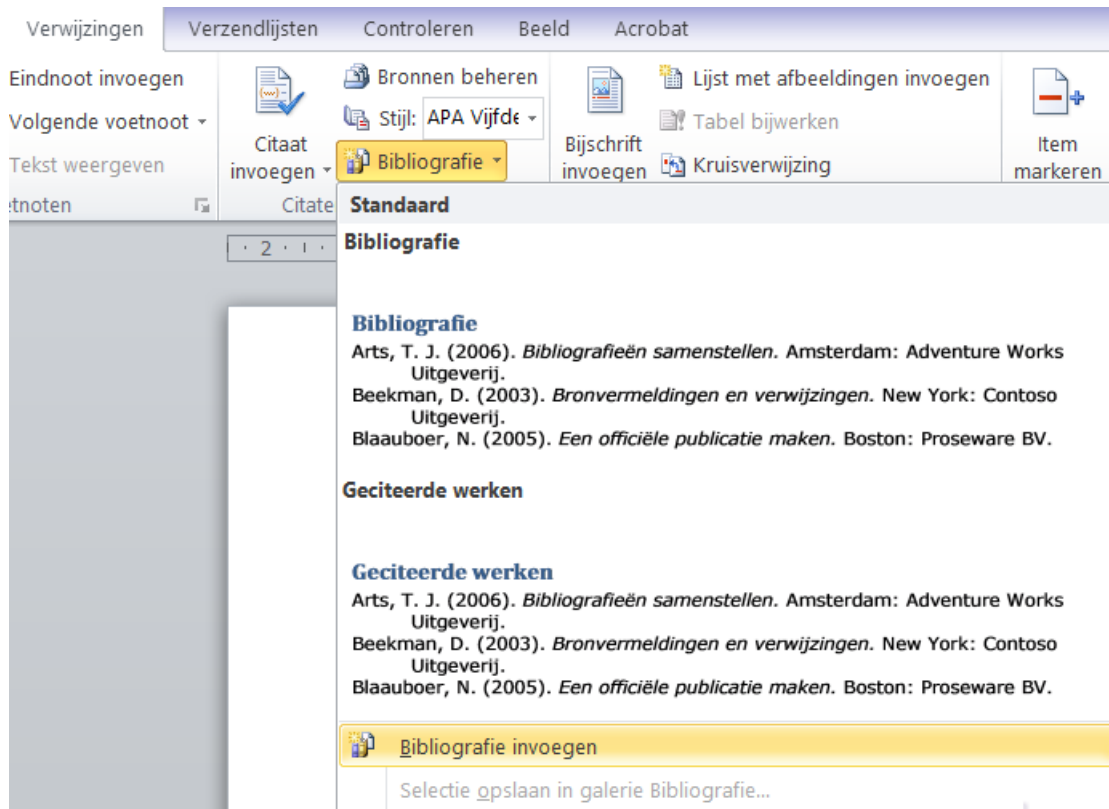 Verwijzingen Verzendlijsten Controleren Beeld Acrobat
Eindnoot invoegen
Volgende voetnoot
Tekst weergeven
tnoten
Citaat
invoegen
Bronnen beheren
Stijl: APA Vijfde
Bibliografie
Citate
Bijschrift
invoegen
Lijst met afbeeldingen invoegen
Tabel bijwerken
Kruisverwijzing
Item
markeren
2
Standaard
Bibliografie
Bibliografie
Arts, T. J. (2006). Bibliografieën samenstellen. Amsterdam: Adventure Works
Uitgeverij.
Beekman, D. (2003). Bronvermeldingen en verwijzingen. New York: Contoso
Uitgeverij.
Blaauboer, N. (2005). Een officiële publicatie maken. Boston: Proseware BV.
Geciteerde werken
Geciteerde werken
Arts, T. J. (2006). Bibliografieën samenstellen. Amsterdam: Adventure Works
Uitgeverij.
Beekman, D. (2003). Bronvermeldingen en verwijzingen. New York: Contoso
Uitgeverij.
Blaauboer, N. (2005). Een officiële publicatie maken. Boston: Proseware BV.
Bibliografie invoegen
Selectie opslaan in galerie Bibliografie...